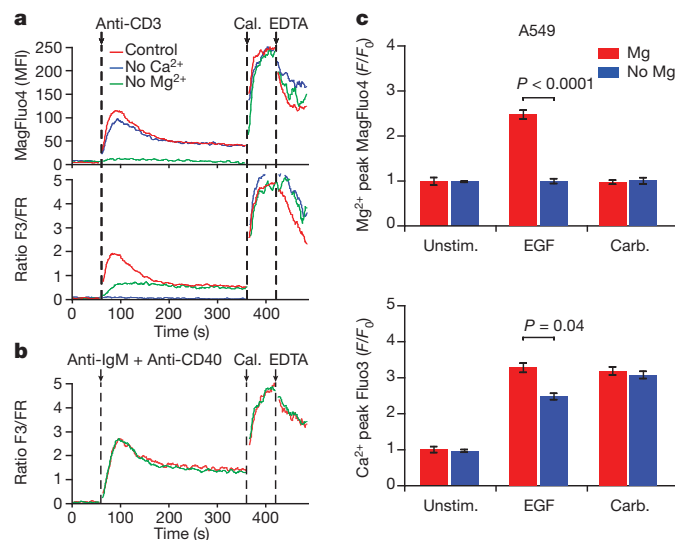 a
Anti-CD3
Cal. EDTA
Control
No Ca²⁺
No Mg²⁺
MagFluo4 (MFI)
250
200
150
100
50
0
Ratio F3/FR
5
4
3
2
1
0
0 100 200 300 400
Time (s)
b
Anti-IgM + Anti-CD40 Cal. EDTA
Ratio F3/FR
5
4
3
2
1
0
0 100 200 300 400
Time (s)
c
A549
Mg
No Mg
P < 0.0001
Mg²⁺ peak MagFluo4 (F/F₀)
4
3
2
1
0
Unstim. EGF Carb.
P = 0.04
Ca²⁺ peak Fluo3 (F/F₀)
5
4
3
2
1
0
Unstim. EGF Carb.